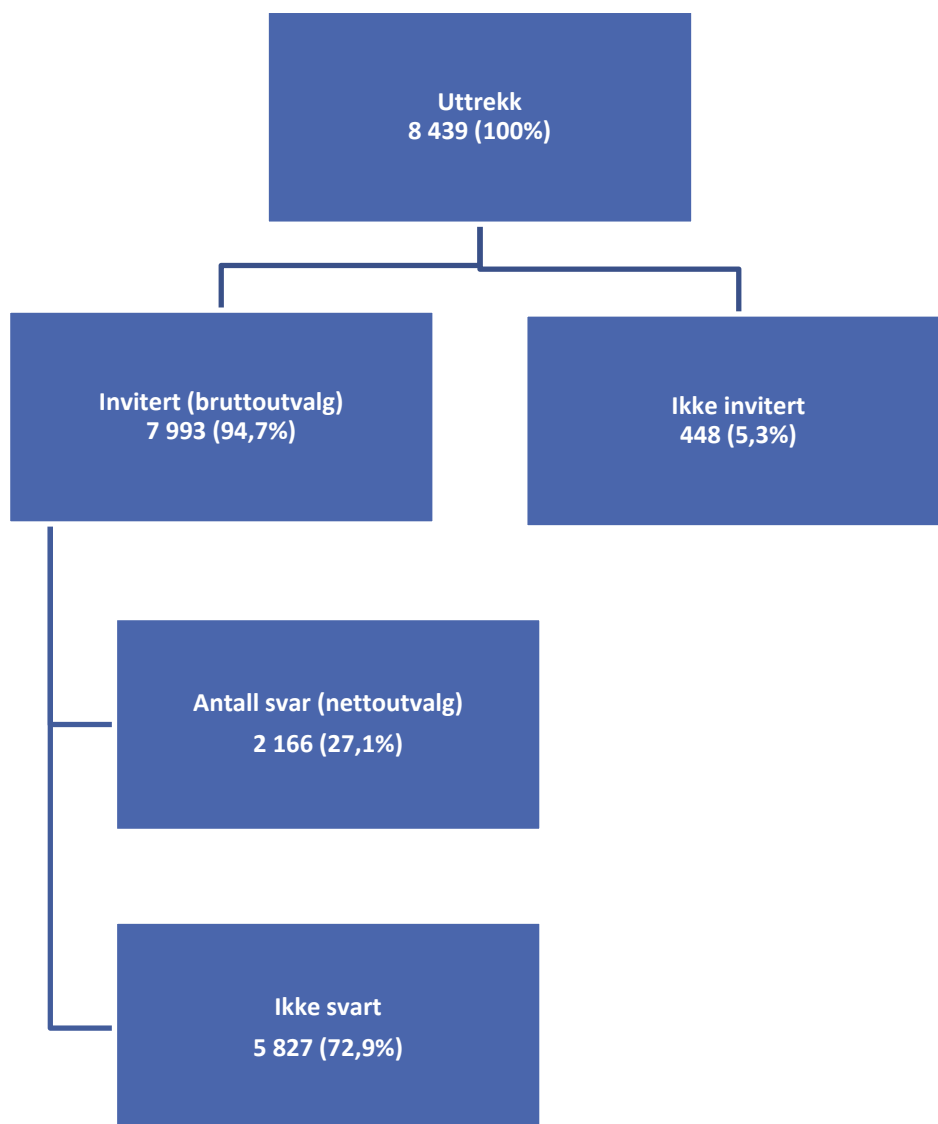 Uttrekk
8 439 (100%)
Invitert (bruttoutvalg)
7 993 (94,7%)
Ikke invitert
448 (5,3%)
Antall svar (nettoutvalg)
2 166 (27,1%)
Ikke svart
5 827 (72,9%)